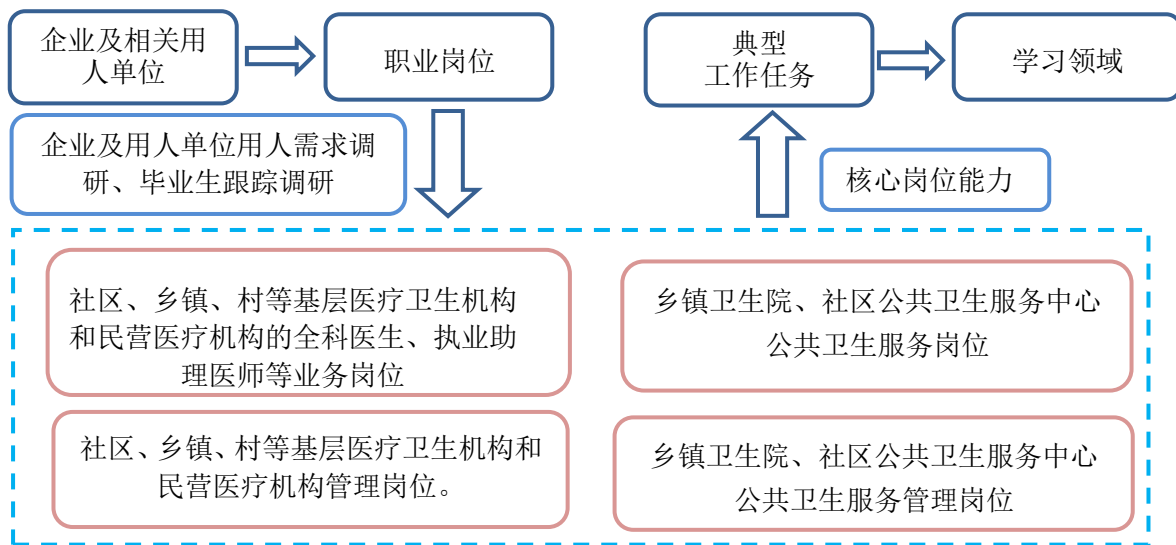 企业及相关用
人单位
职业岗位
典型
工作任务
学习领域
企业及用人单位用人需求调
研、毕业生跟踪调研
核心岗位能力
社区、乡镇、村等基层医疗卫生机构
和民营医疗机构的全科医生、执业助
理医师等业务岗位
乡镇卫生院、社区公共卫生服务中心
公共卫生服务岗位
社区、乡镇、村等基层医疗卫生机构和
民营医疗机构管理岗位。
乡镇卫生院、社区公共卫生服务中心
公共卫生服务管理岗位